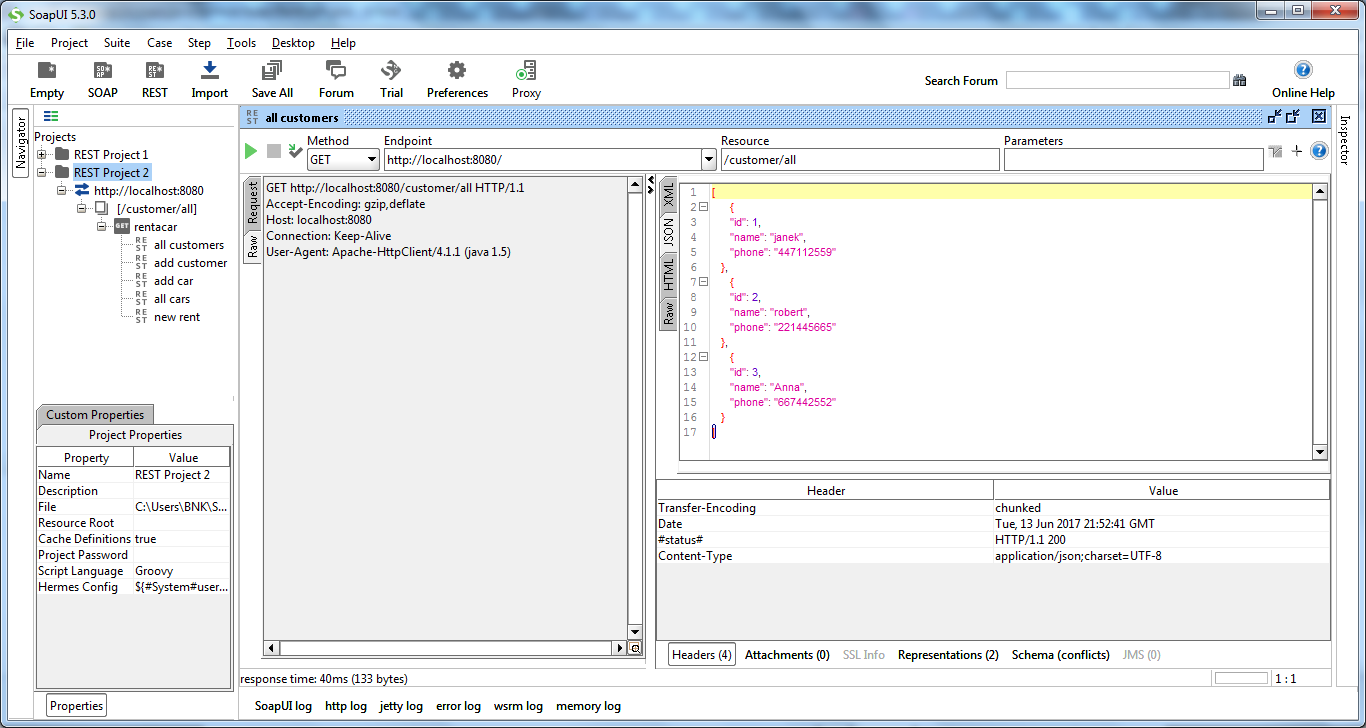 SoapUI 5.3.0
File Project Suite Case Step Tools Desktop Help
Empty SOAP REST Import Save All Forum Trial Preferences Proxy
Search Forum
Online Help
Navigator
Projects
REST Project 1
REST Project 2
http://localhost:8080
[/customer/all]
GET rentacar
REST all customers
REST add customer
REST add car
REST all cars
REST new rent
Custom Properties
Project Properties
Property Value
Name REST Project 2
Description
File C:\Users\BNK\S...
Resource Root
Cache Definitions true
Project Password
Script Language Groovy
Hermes Config ${#System#user...
Properties
REST all customers
Method Endpoint Resource Parameters
GET http://localhost:8080/ /customer/all
Request
Raw
GET http://localhost:8080/customer/all HTTP/1.1
Accept-Encoding: gzip,deflate
Host: localhost:8080
Connection: Keep-Alive
User-Agent: Apache-HttpClient/4.1.1 (java 1.5)
XML
JSON
HTML
Raw
1 [
2 {
3 "id": 1,
4 "name": "janek",
5 "phone": "447112559"
6 },
7 {
8 "id": 2,
9 "name": "robert",
10 "phone": "221445665"
11 },
12 {
13 "id": 3,
14 "name": "Anna",
15 "phone": "667442552"
16 }
17 ]
Header Value
Transfer-Encoding chunked
Date Tue, 13 Jun 2017 21:52:41 GMT
#status# HTTP/1.1 200
Content-Type application/json;charset=UTF-8
Headers (4) Attachments (0) SSL Info Representations (2) Schema (conflicts) JMS (0)
response time: 40ms (133 bytes)
1 : 1
SoapUI log http log jetty log error log wsrm log memory log
Inspector